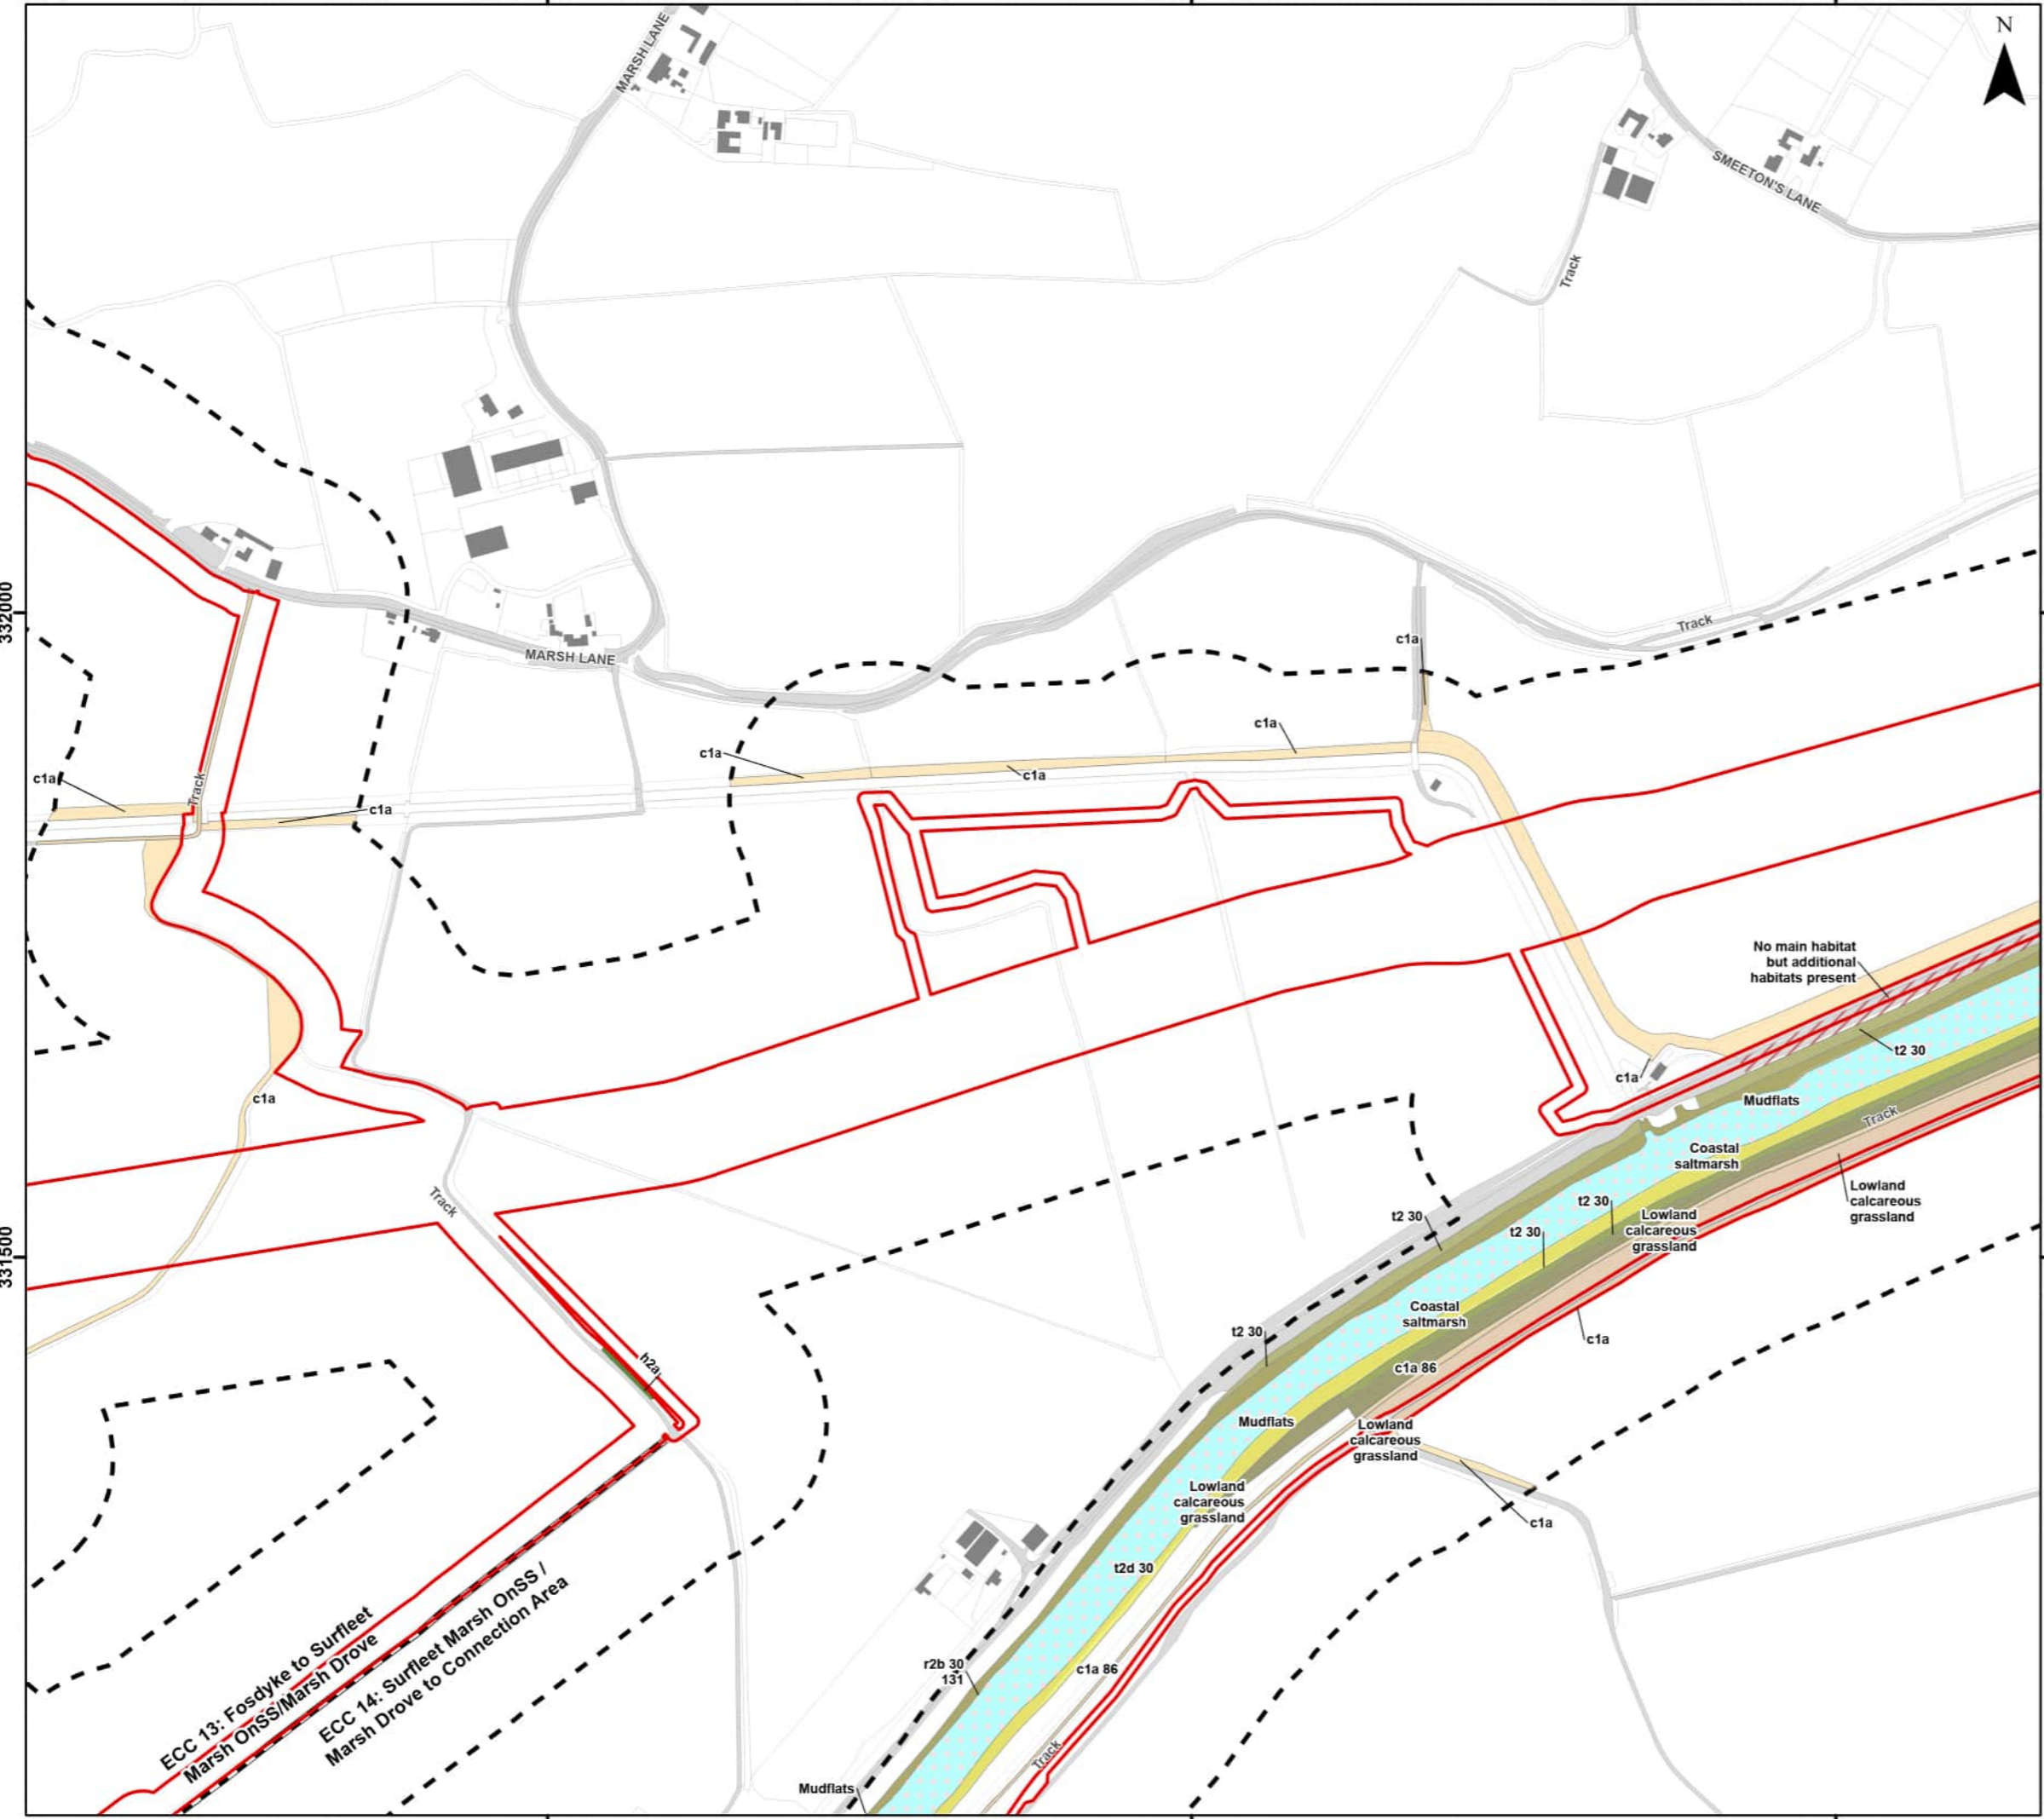 MARSH LANE
N
SMEETON'S LANE
Track
332000
MARSH LANE
c1a
Track
c1a
c1a
c1a
c1a
Track
c1a
No main habitat
but additional
habitats present
t2 30
c1a
c1a
Mudflats
Track
Coastal
saltmarsh
Lowland
calcareous
grassland
Track
t2 30
t2 30
Lowland
calcareous
grassland
t2 30
331500
Coastal
saltmarsh
t2 30
c1a
h2a
c1a 86
Mudflats
Lowland
calcareous
grassland
Lowland
calcareous
grassland
c1a
t2d 30
ECC 13: Fosdyke to Surfleet
Marsh OnSS/Marsh Drove
ECC 14: Surfleet Marsh OnSS /
Marsh Drove to Connection Area
r2b 30
131
c1a 86
Track
Mudflats